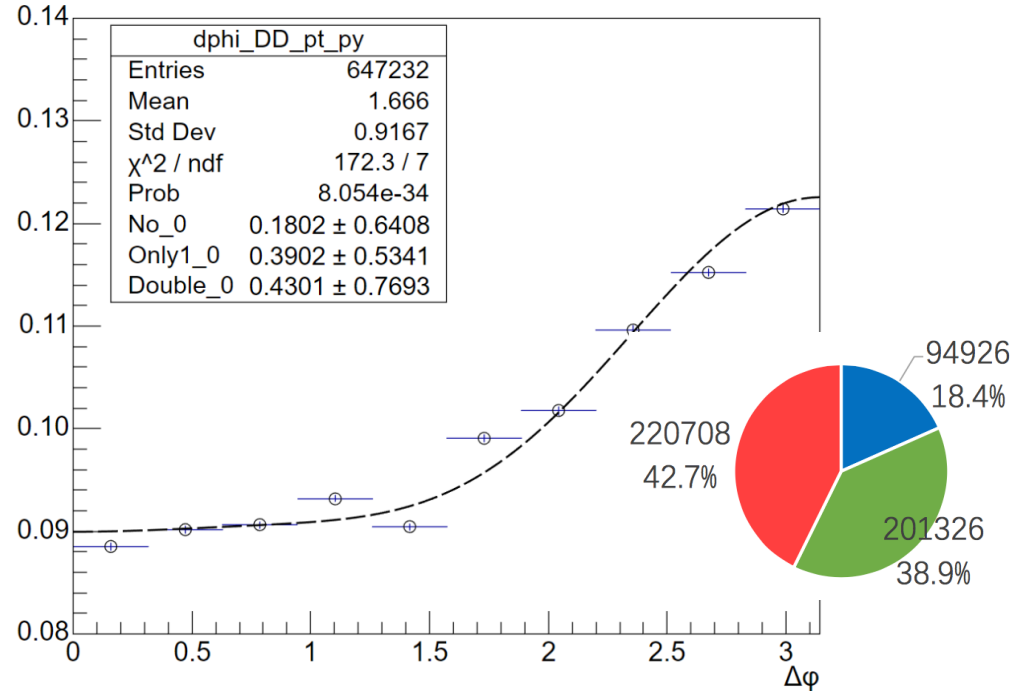 0.14
0.13
0.12
0.11
0.10
0.09
0.08
dphi_DD_pt_py
Entries 647232
Mean 1.666
Std Dev 0.9167
χ^2 / ndf 172.3 / 7
Prob 8.054e-34
No_0 0.1802 ± 0.6408
Only1_0 0.3902 ± 0.5341
Double_0 0.4301 ± 0.7693
94926
18.4%
220708
42.7%
201326
38.9%
0 0.5 1 1.5 2 2.5 3
Δφ